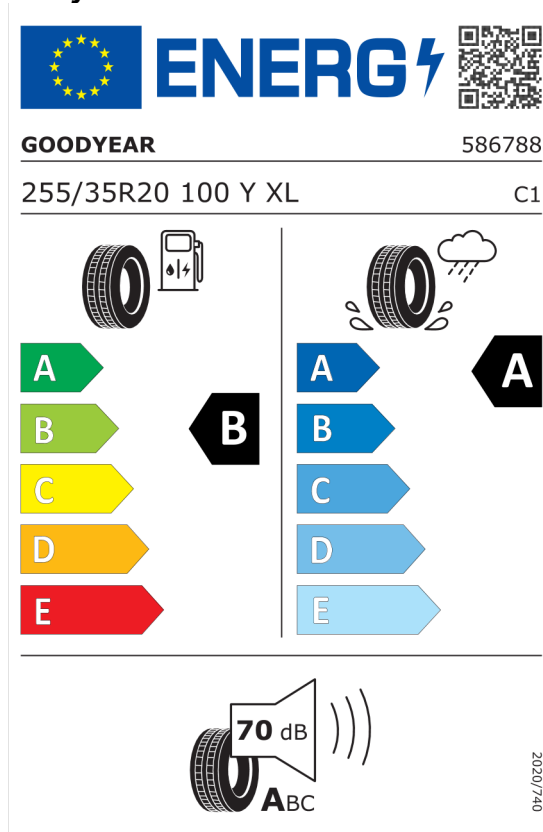 ENERG
GOODYEAR 586788
255/35R20 100 Y XL C1
A A A
B B B
C C
D D
E E
70 dB
ABC
2020/740